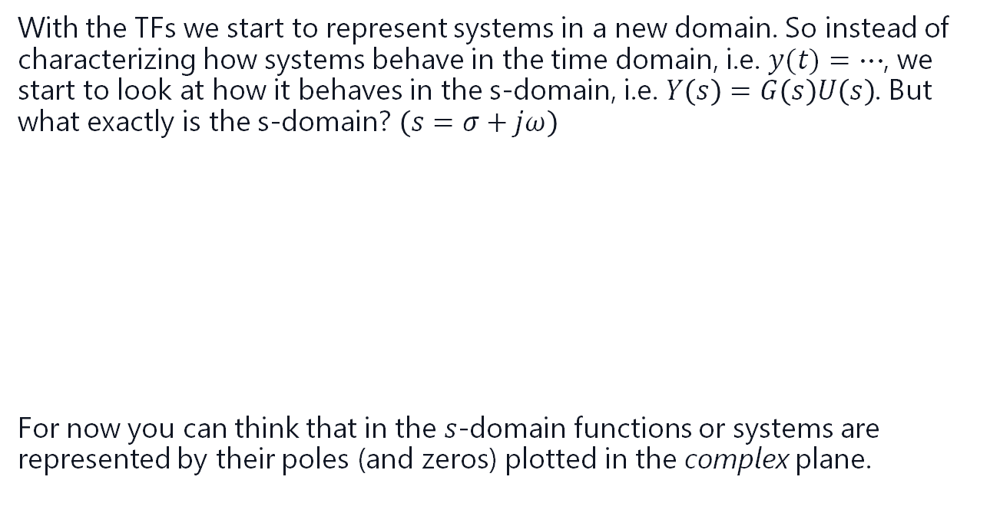 With the TFs we start to represent systems in a new domain. So instead of
characterizing how systems behave in the time domain, i.e. y(t) = ⋯, we
start to look at how it behaves in the s-domain, i.e. Y(s) = G(s)U(s). But
what exactly is the s-domain? (s = σ + jω)
For now you can think that in the s-domain functions or systems are
represented by their poles (and zeros) plotted in the complex plane.